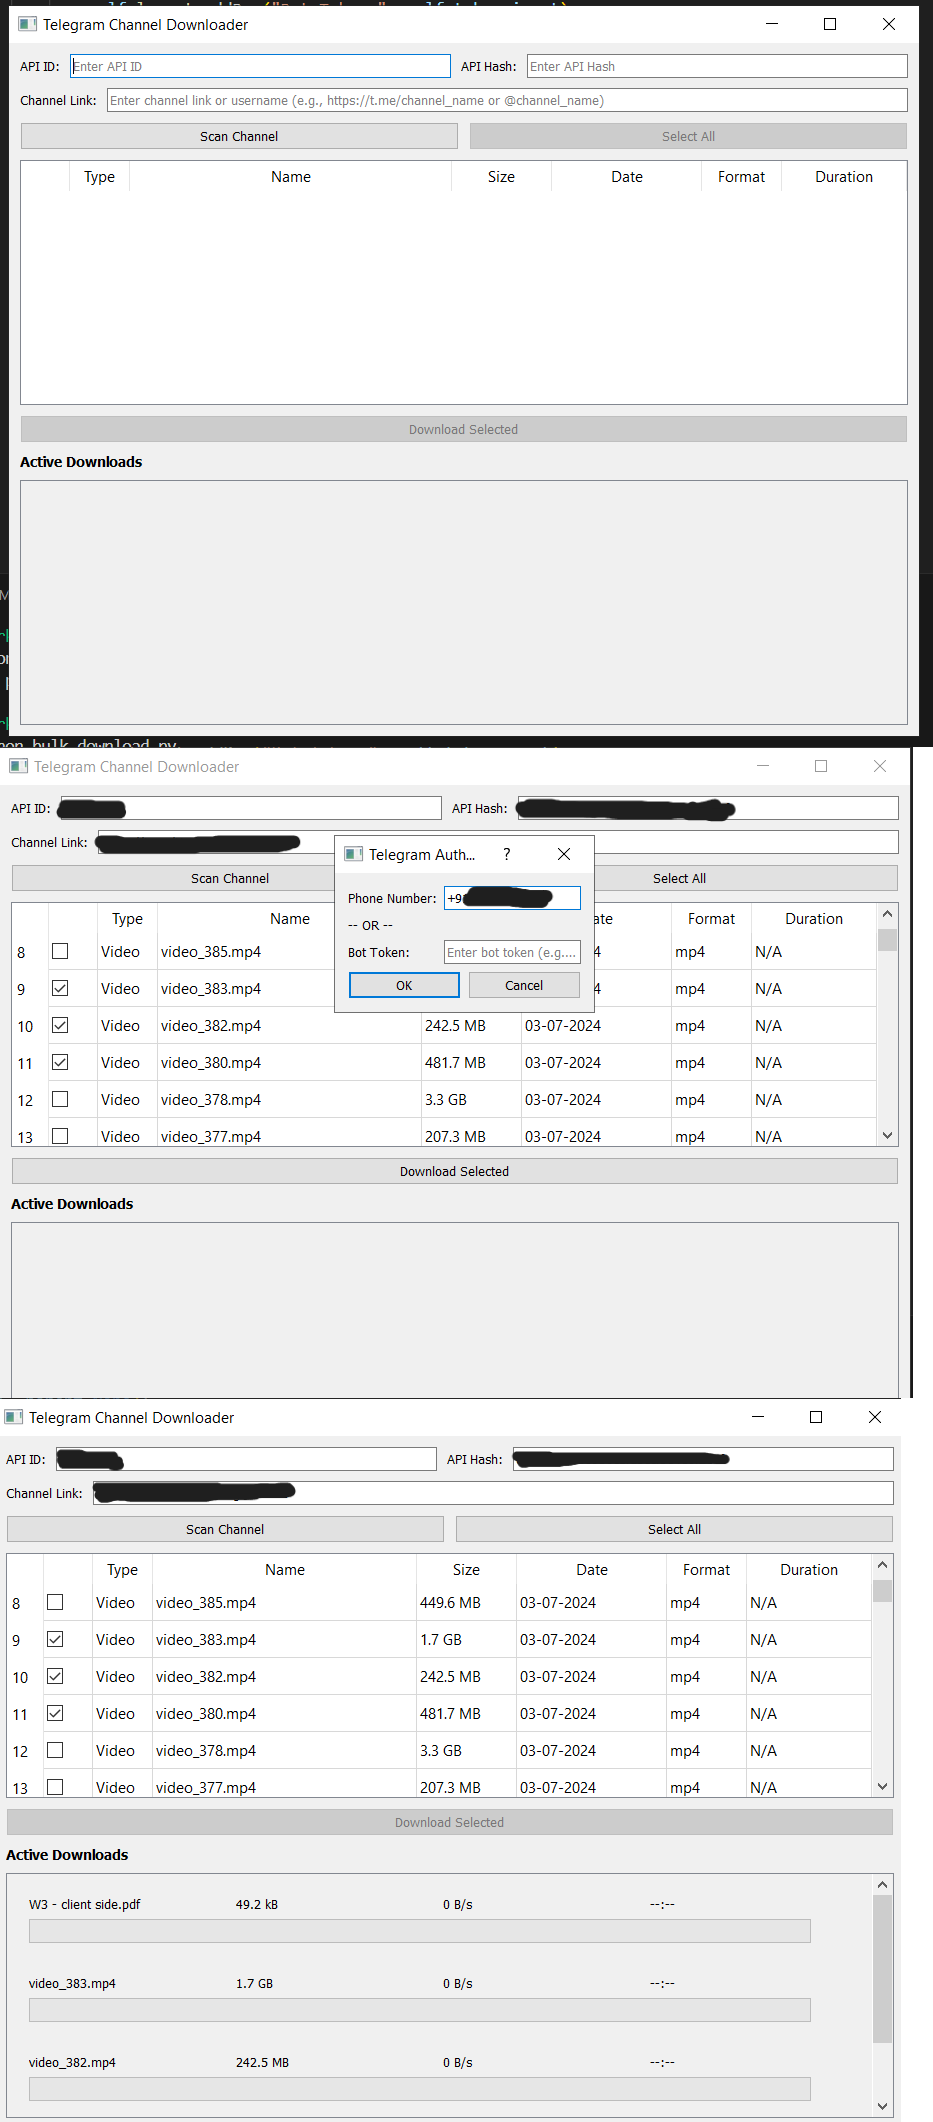 Telegram Channel Downloader
API ID: Enter API ID API Hash: Enter API Hash
Channel Link: Enter channel link or username (e.g., https://t.me/channel_name or @channel_name)
Scan Channel Select All
Type Name Size Date Format Duration
Download Selected
Active Downloads
Telegram Channel Downloader
API ID: API Hash:
Channel Link:
Telegram Auth... ?
Phone Number: +9
-- OR --
Bot Token: Enter bot token (e.g....
OK Cancel
Scan Channel Select All
Type Name ate Format Duration
8 Video video_385.mp4 4 mp4 N/A
9 Video video_383.mp4 4 mp4 N/A
10 Video video_382.mp4 242.5 MB 03-07-2024 mp4 N/A
11 Video video_380.mp4 481.7 MB 03-07-2024 mp4 N/A
12 Video video_378.mp4 3.3 GB 03-07-2024 mp4 N/A
13 Video video_377.mp4 207.3 MB 03-07-2024 mp4 N/A
Download Selected
Active Downloads
Telegram Channel Downloader
API ID: API Hash:
Channel Link:
Scan Channel Select All
Type Name Size Date Format Duration
8 Video video_385.mp4 449.6 MB 03-07-2024 mp4 N/A
9 Video video_383.mp4 1.7 GB 03-07-2024 mp4 N/A
10 Video video_382.mp4 242.5 MB 03-07-2024 mp4 N/A
11 Video video_380.mp4 481.7 MB 03-07-2024 mp4 N/A
12 Video video_378.mp4 3.3 GB 03-07-2024 mp4 N/A
13 Video video_377.mp4 207.3 MB 03-07-2024 mp4 N/A
Download Selected
Active Downloads
W3 - client side.pdf 49.2 kB 0 B/s --:--
video_383.mp4 1.7 GB 0 B/s --:--
video_382.mp4 242.5 MB 0 B/s --:--